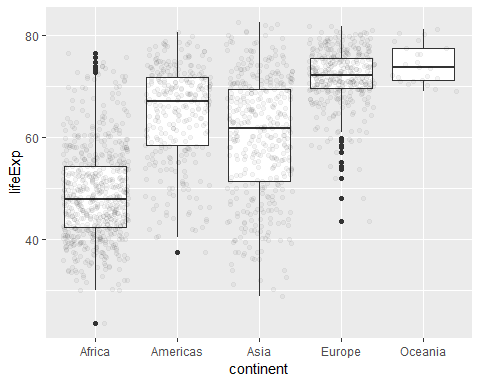 80
60
40
lifeExp
Africa Americas Asia Europe Oceania
continent